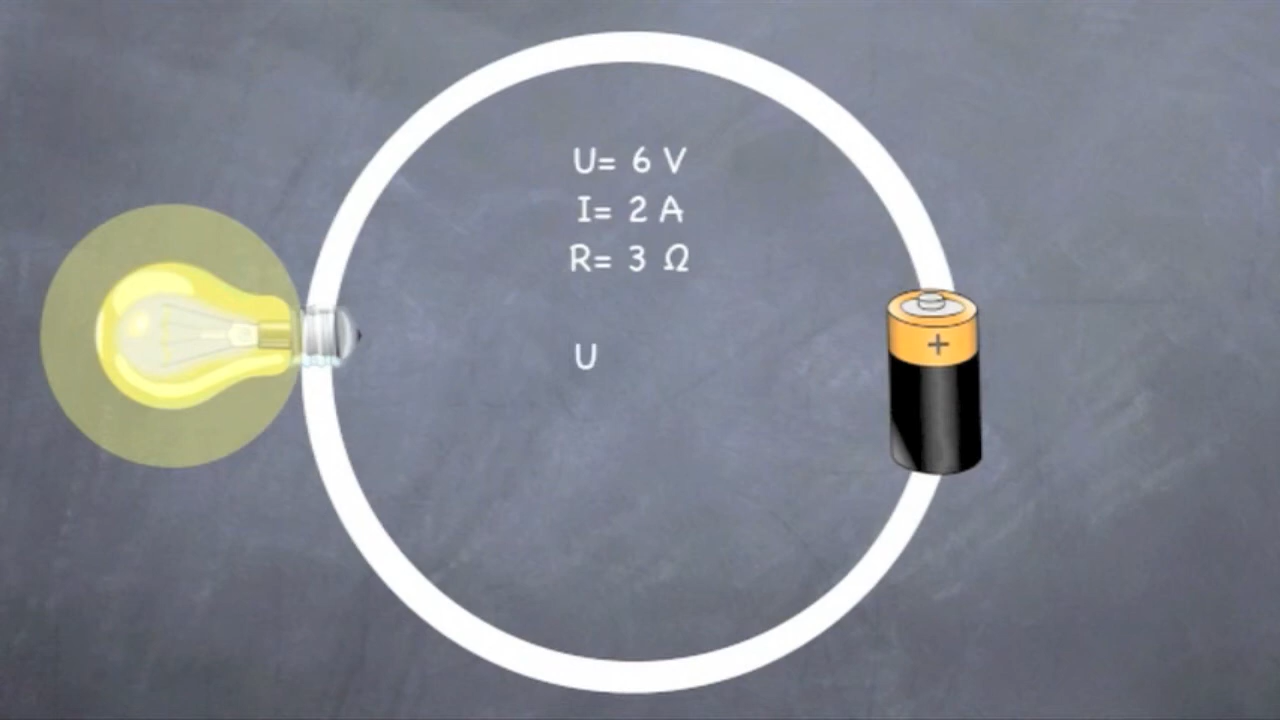 U= 6 V
I= 2 A
R= 3 Ω
U
+